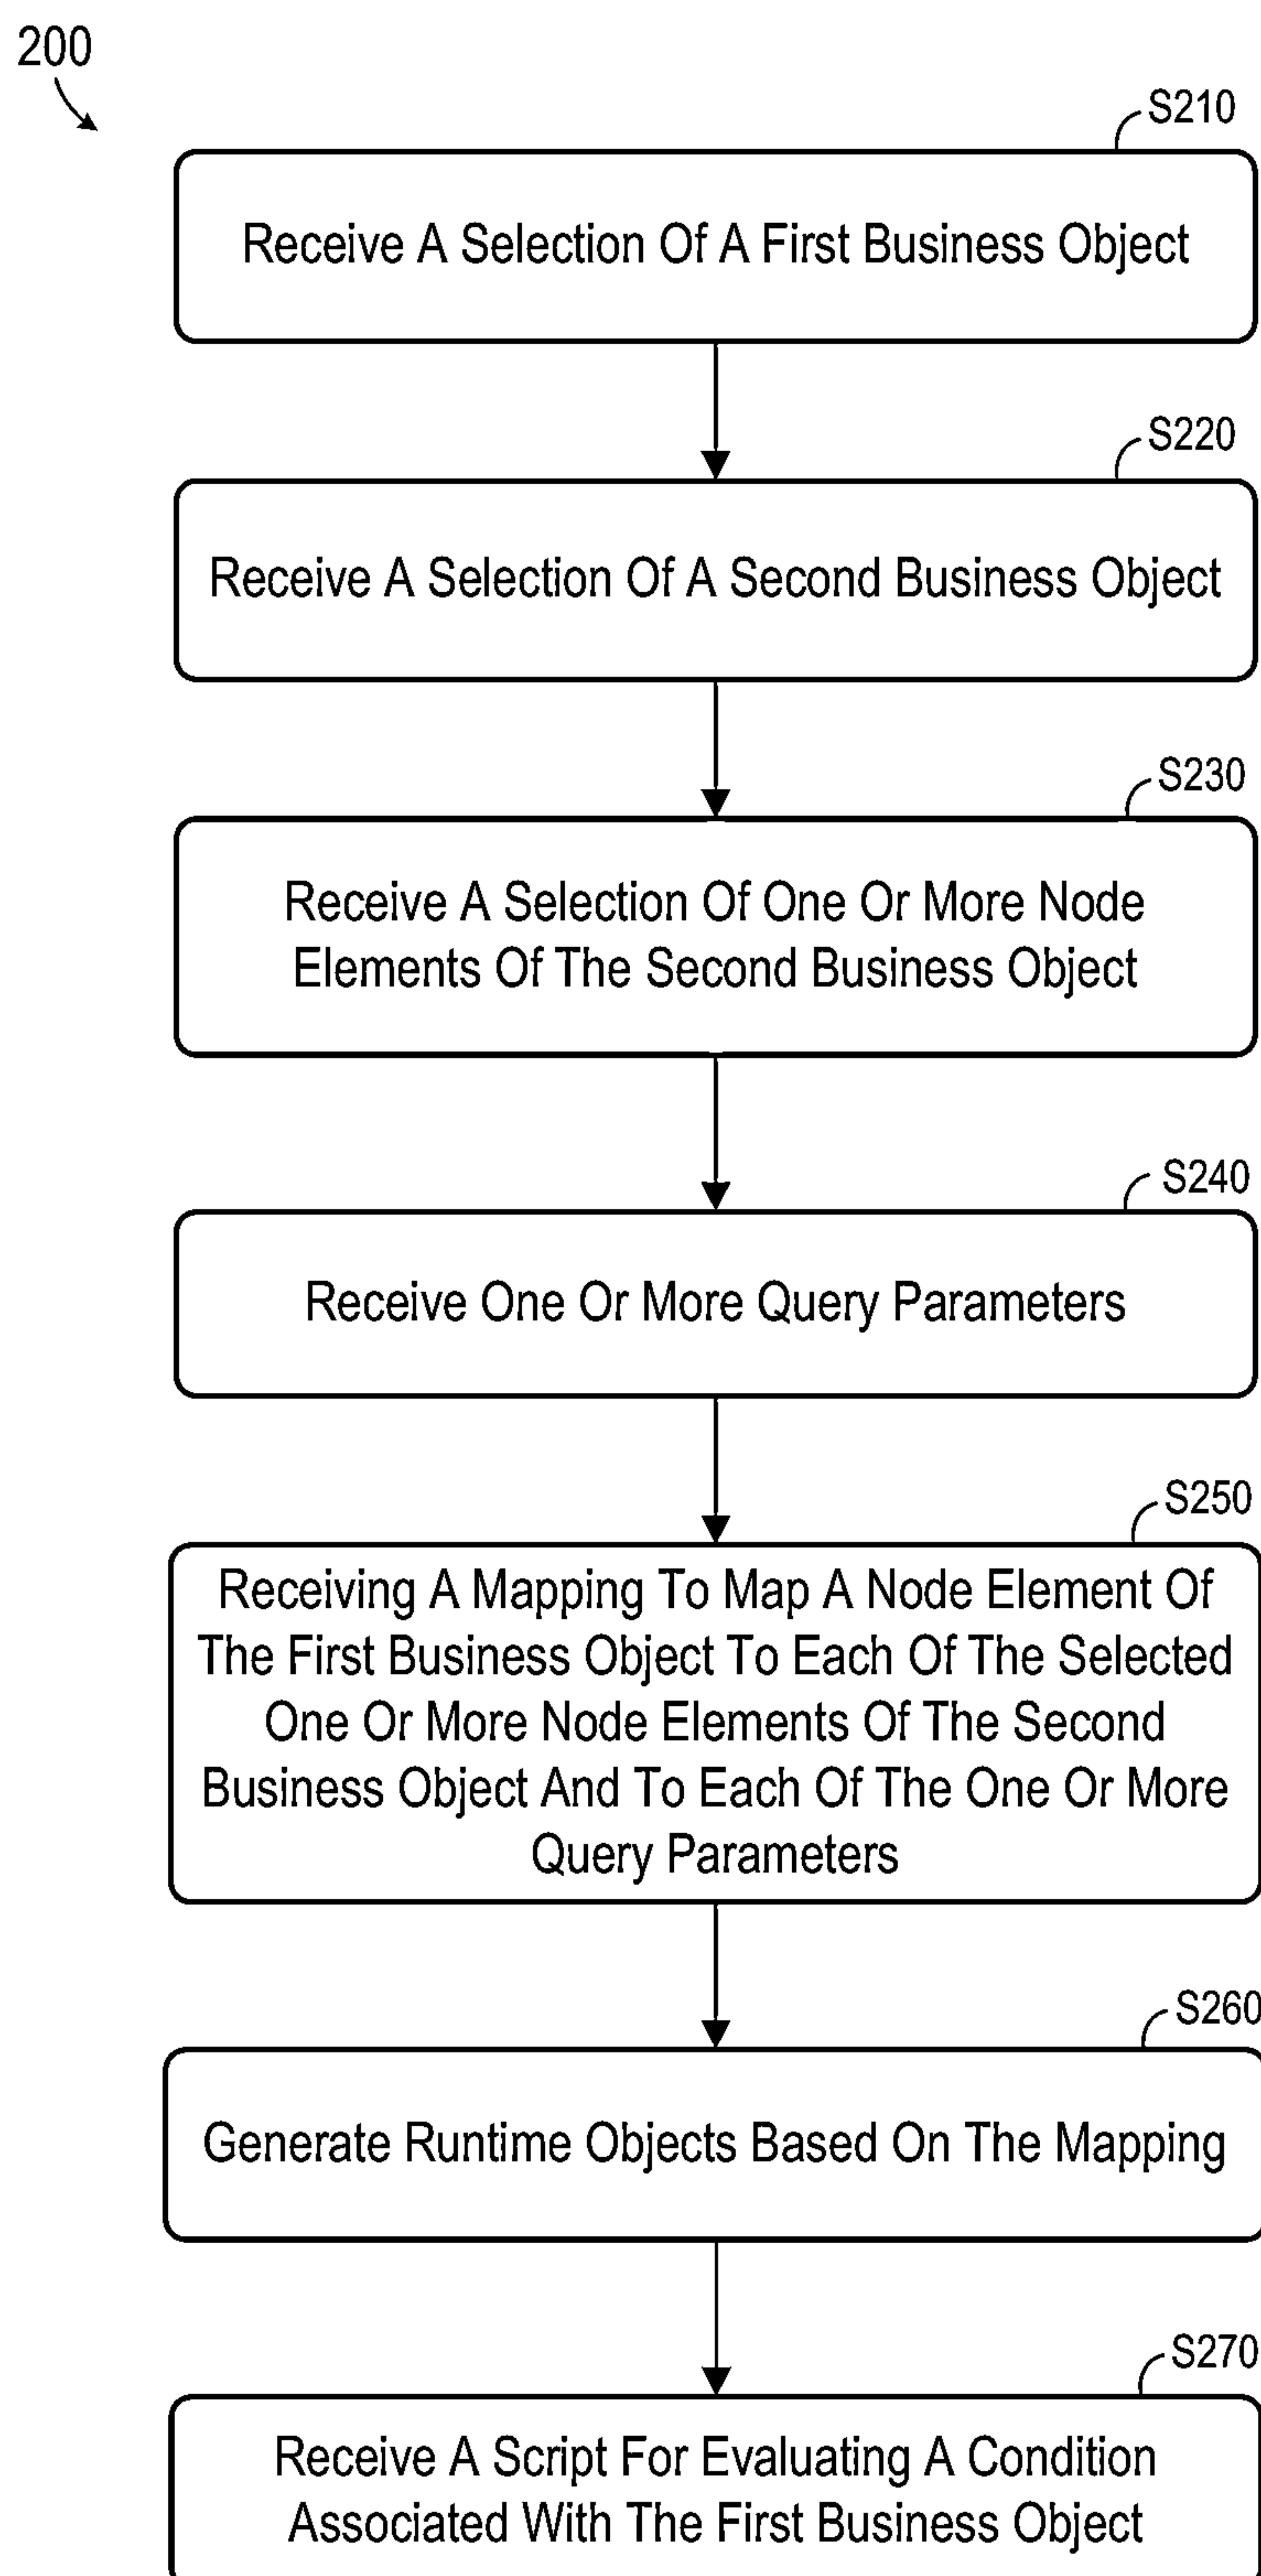 200
S210
Receive A Selection Of A First Business Object
S220
Receive A Selection Of A Second Business Object
S230
Receive A Selection Of One Or More Node
Elements Of The Second Business Object
S240
Receive One Or More Query Parameters
S250
Receiving A Mapping To Map A Node Element Of
The First Business Object To Each Of The Selected
One Or More Node Elements Of The Second
Business Object And To Each Of The One Or More
Query Parameters
S260
Generate Runtime Objects Based On The Mapping
S270
Receive A Script For Evaluating A Condition
Associated With The First Business Object